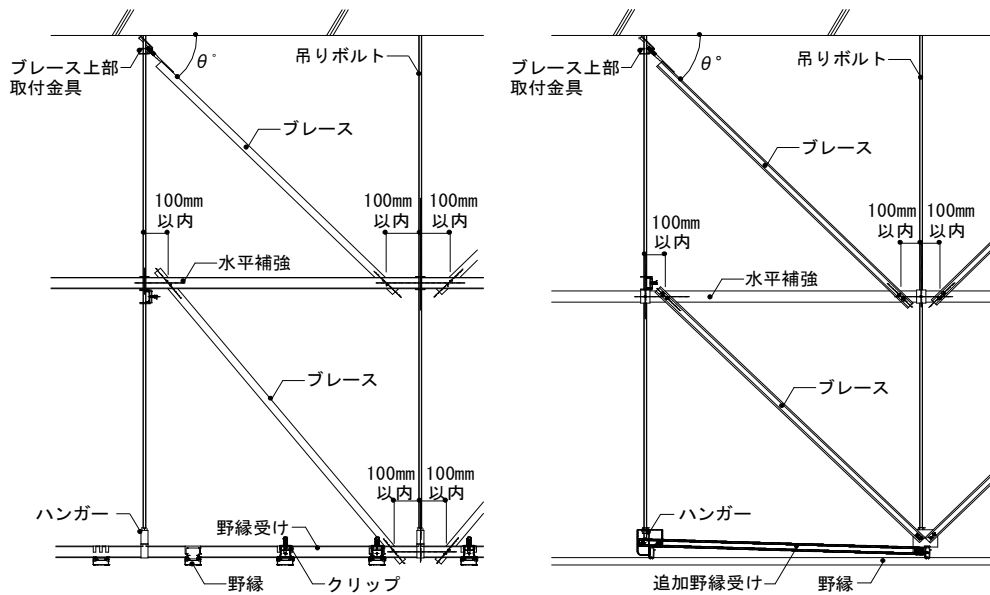 ブレース上部
取付金具
θ°
吊りボルト
ブレース
100mm
以内
100mm
以内
100mm
以内
水平補強
ブレース
100mm
以内
100mm
以内
ハンガー
野縁受け
野縁
クリップ
ブレース上部
取付金具
θ°
吊りボルト
ブレース
100mm
以内
100mm
以内
100mm
以内
水平補強
ブレース
ハンガー
追加野縁受け
野縁